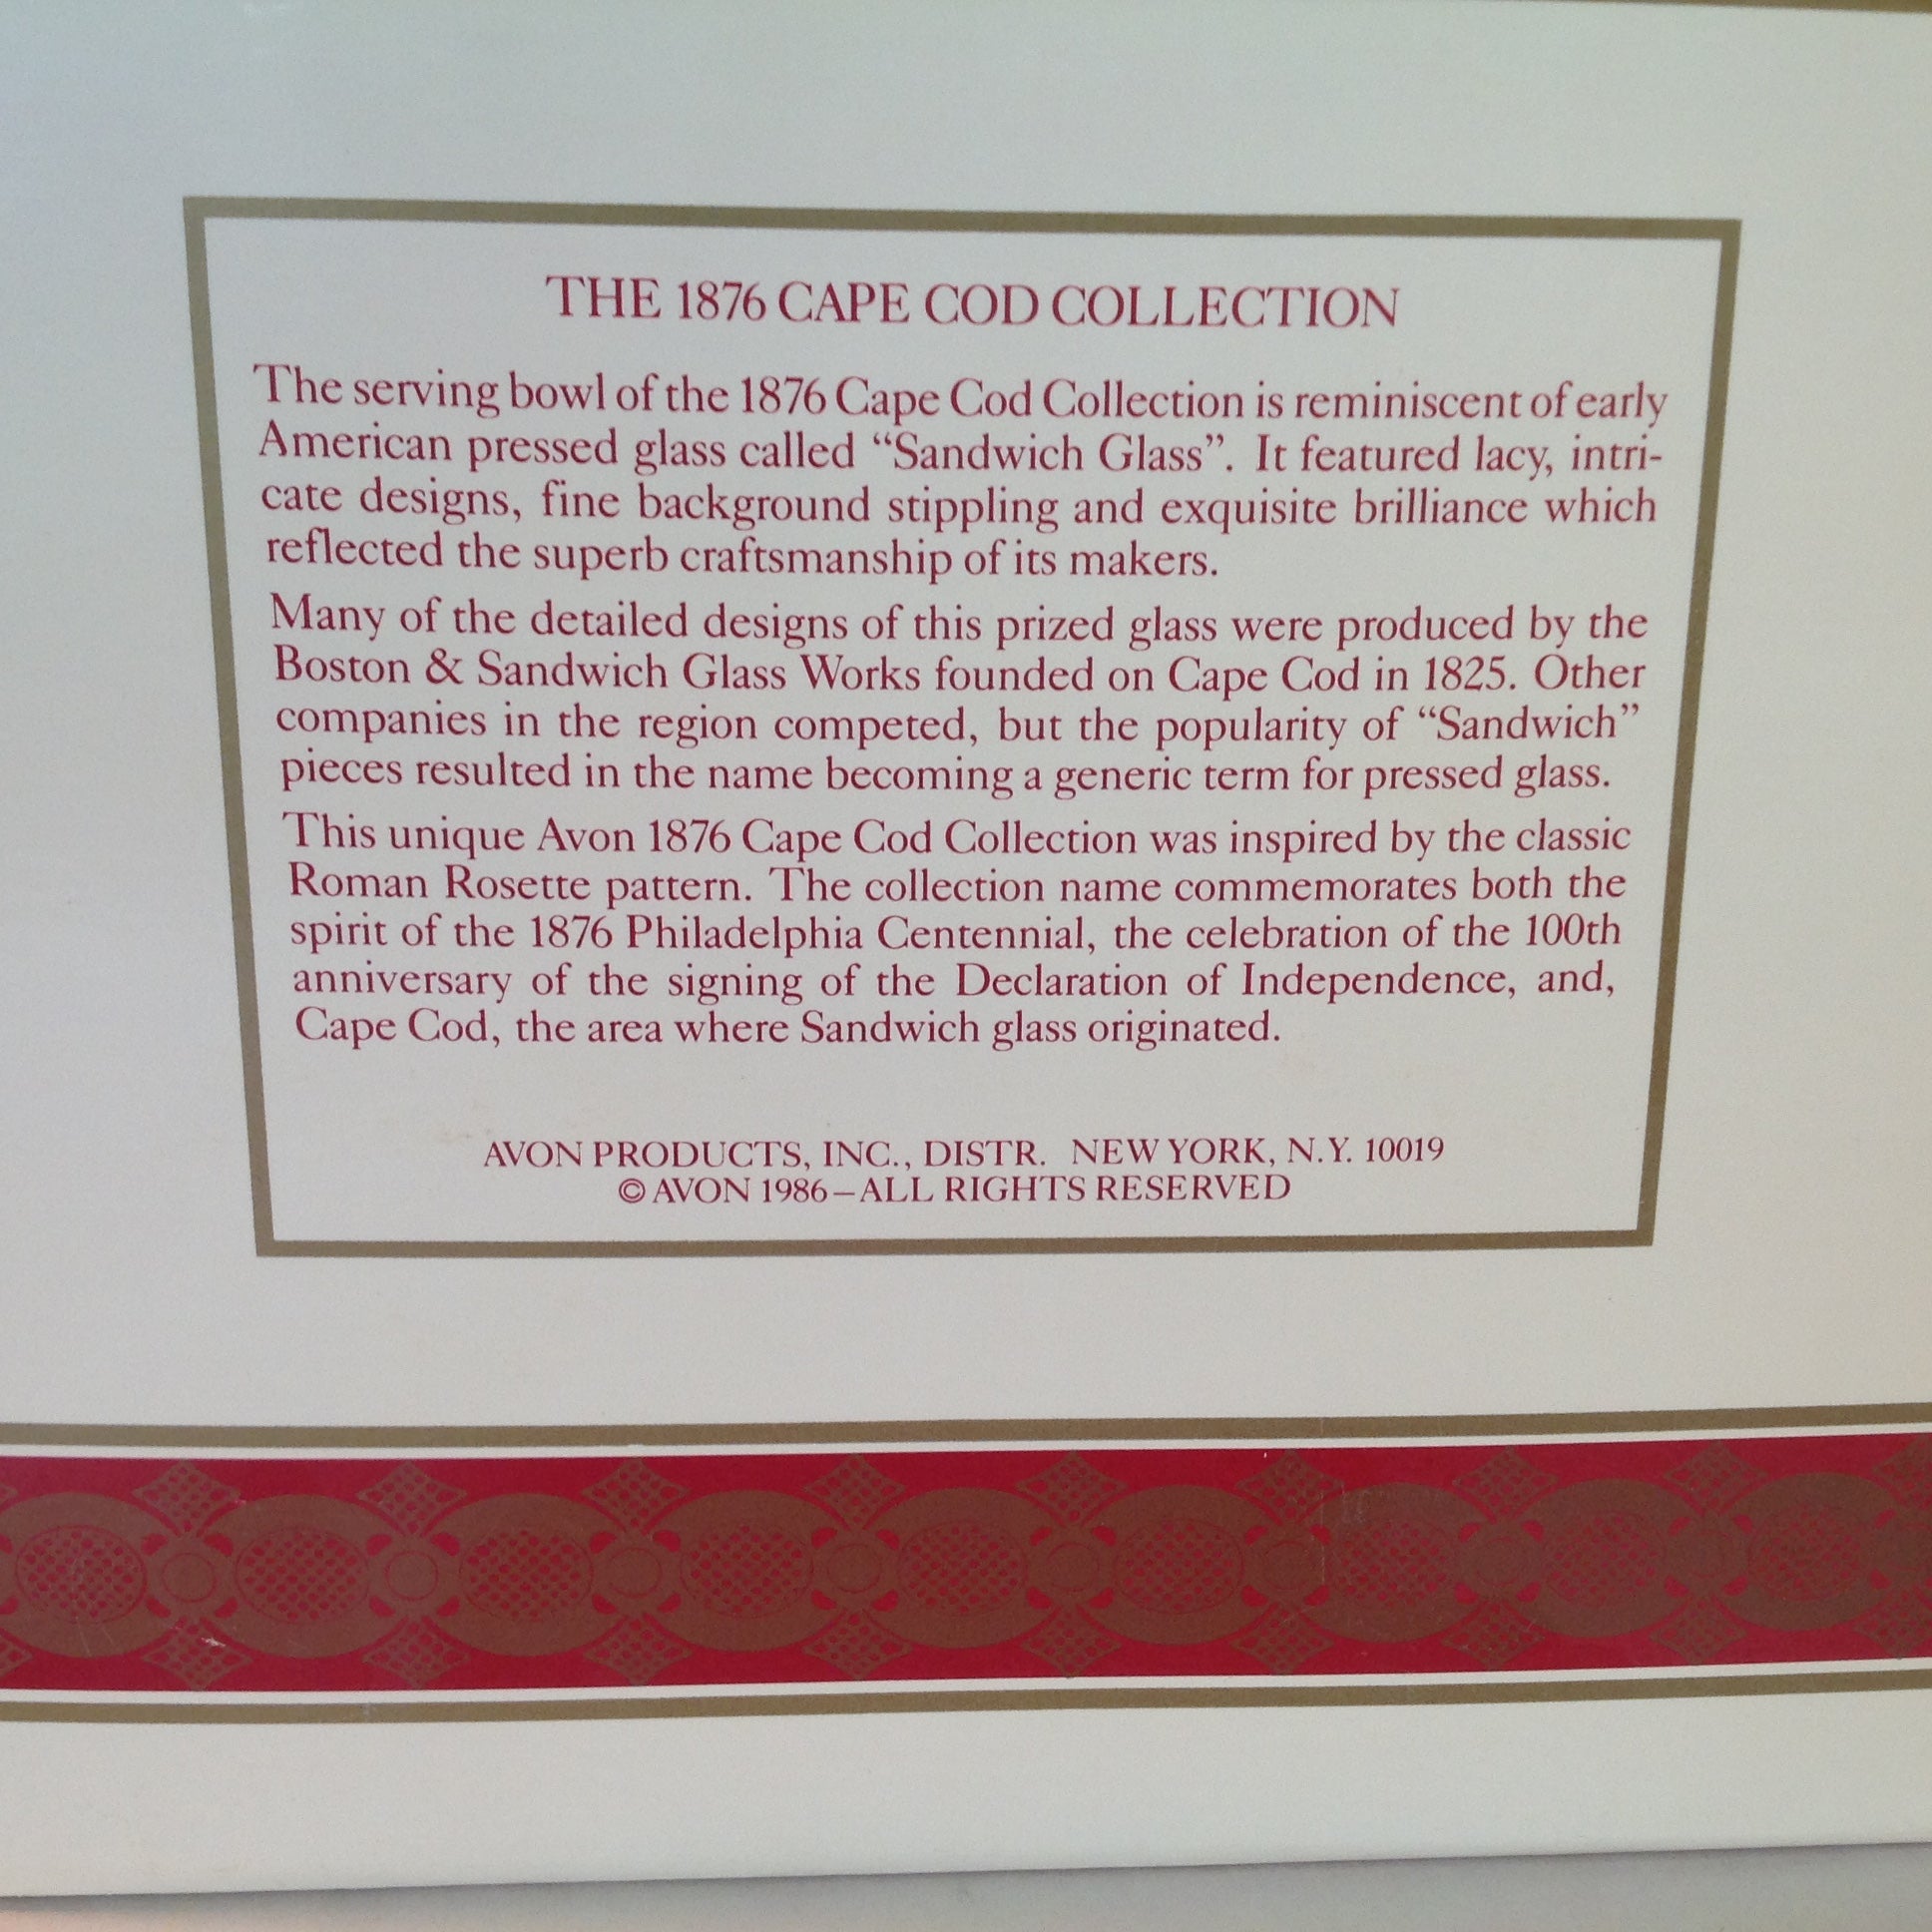 THE 1876 CAPE COD COLLECTION
The serving bowl of the 1876 Cape Cod Collection is reminiscent of early
American pressed glass called “Sandwich Glass”. It featured lacy, intri-
cate designs, fine background stippling and exquisite brilliance which
reflected the superb craftsmanship of its makers.
Many of the detailed designs of this prized glass were produced by the
Boston & Sandwich Glass Works founded on Cape Cod in 1825. Other
companies in the region competed, but the popularity of “Sandwich”
pieces resulted in the name becoming a generic term for pressed glass.
This unique Avon 1876 Cape Cod Collection was inspired by the classic
Roman Rosette pattern. The collection name commemorates both the
spirit of the 1876 Philadelphia Centennial, the celebration of the 100th
anniversary of the signing of the Declaration of Independence, and,
Cape Cod, the area where Sandwich glass originated.
AVON PRODUCTS, INC., DISTR. NEW YORK, N.Y. 10019
© AVON 1986–ALL RIGHTS RESERVED